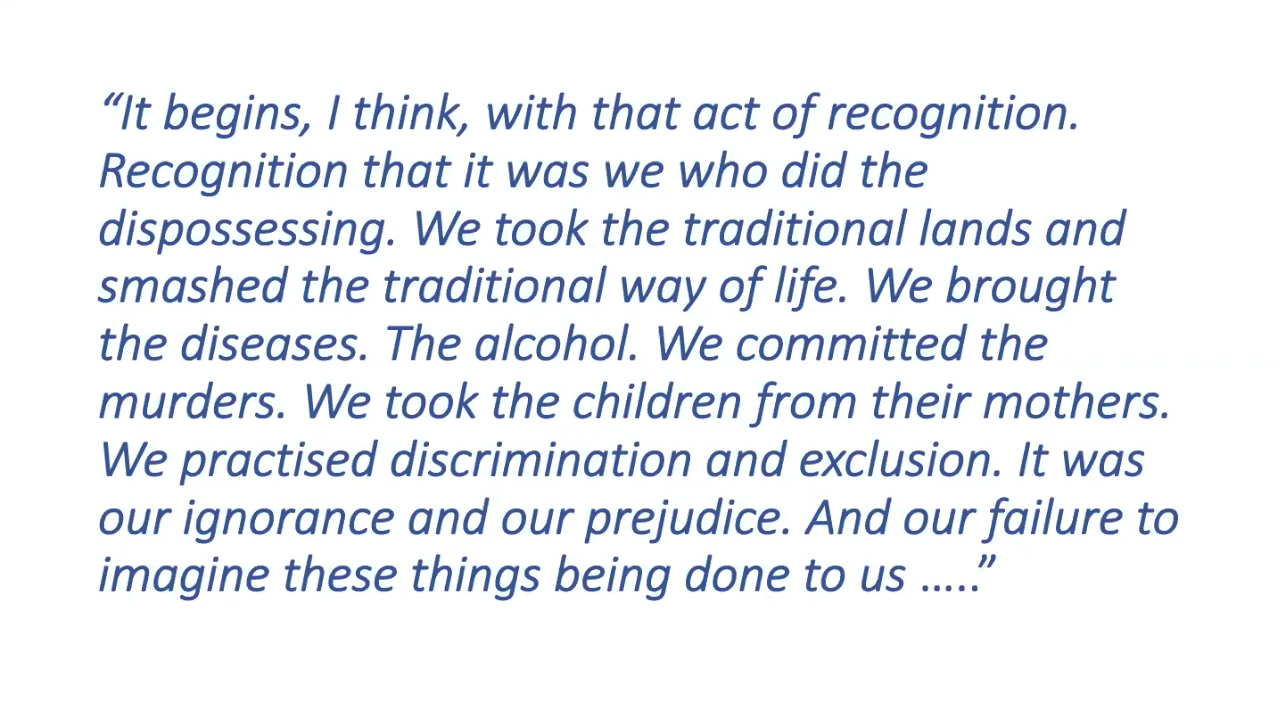 “It begins, I think, with that act of recognition.
Recognition that it was we who did the
dispossessing. We took the traditional lands and
smashed the traditional way of life. We brought
the diseases. The alcohol. We committed the
murders. We took the children from their mothers.
We practised discrimination and exclusion. It was
our ignorance and our prejudice. And our failure to
imagine these things being done to us …..”